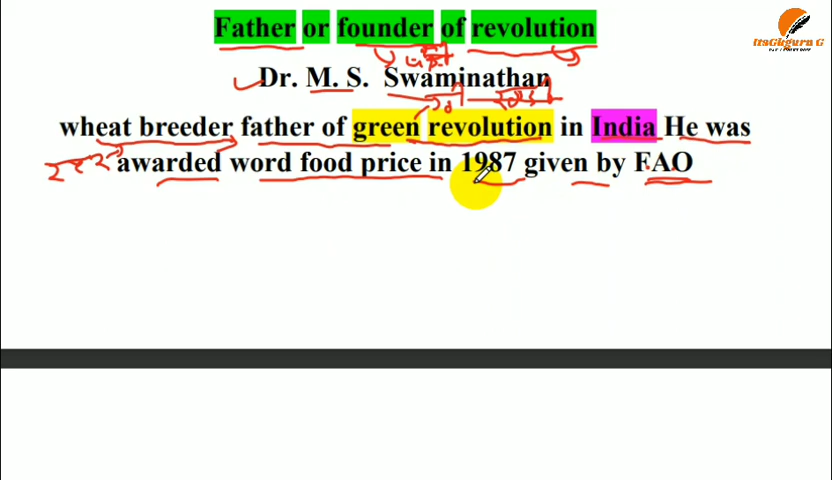 Father or founder of revolution
ItsGkguru G
Dr. M. S. Swaminathan
wheat breeder father of green revolution in India He was
awarded word food price in 1987 given by FAO